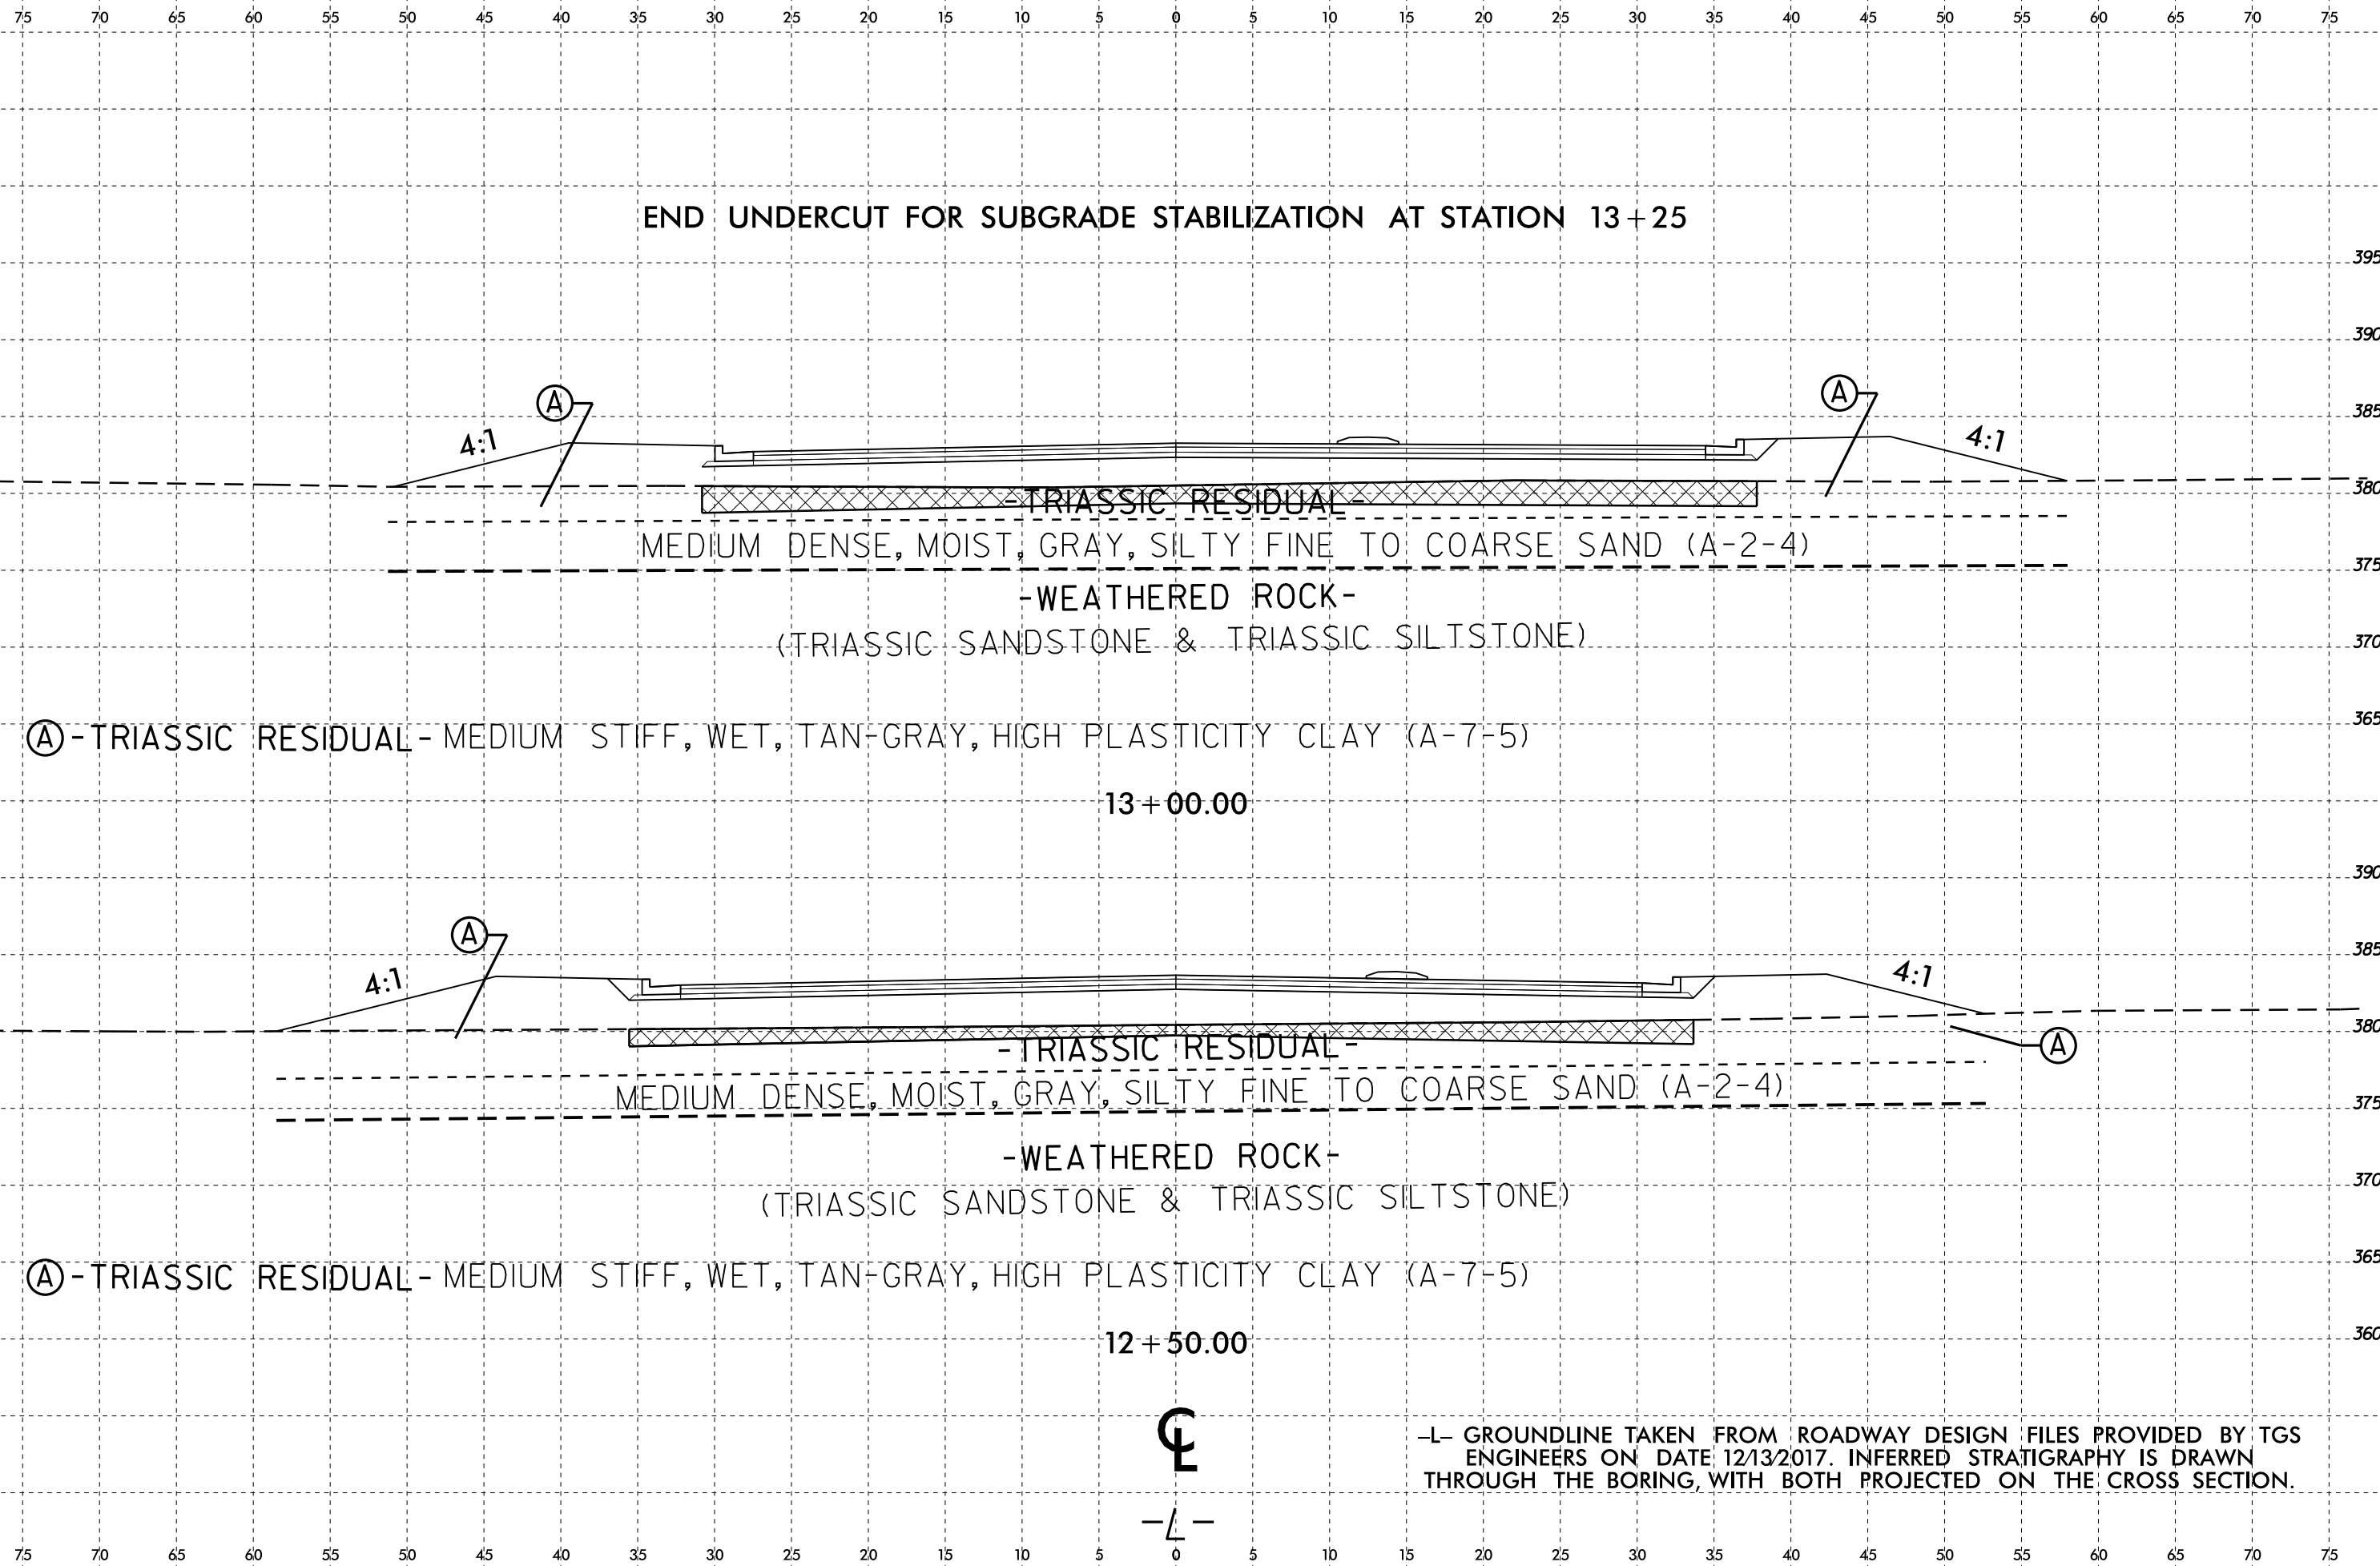 75 70 65 60 55 50 45 40 35 30 25 20 15 10 5 0 5 10 15 20 25 30 35 40 45 50 55 60 65 70 75
END UNDERCUT FOR SUBGRADE STABILIZATION AT STATION 13+25
395
390
A
A
385
4:1
4:1
380
-TRIASSIC RESIDUAL-
MEDIUM DENSE, MOIST, GRAY, SILTY FINE TO COARSE SAND (A-2-4)
375
-WEATHERED ROCK-
(TRIASSIC SANDSTONE & TRIASSIC SILTSTONE)
370
365
A -TRIASSIC RESIDUAL- MEDIUM STIFF, WET, TAN-GRAY, HIGH PLASTICITY CLAY (A-7-5)
13+00.00
390
A
385
4:1
4:1
380
-TRIASSIC RESIDUAL-
A
MEDIUM DENSE, MOIST, GRAY, SILTY FINE TO COARSE SAND (A-2-4)
375
-WEATHERED ROCK-
370
(TRIASSIC SANDSTONE & TRIASSIC SILTSTONE)
365
A -TRIASSIC RESIDUAL- MEDIUM STIFF, WET, TAN-GRAY, HIGH PLASTICITY CLAY (A-7-5)
360
12+50.00
CL
-L- GROUNDLINE TAKEN FROM ROADWAY DESIGN FILES PROVIDED BY TGS
ENGINEERS ON DATE 12/13/2017. INFERRED STRATIGRAPHY IS DRAWN
THROUGH THE BORING, WITH BOTH PROJECTED ON THE CROSS SECTION.
-L-
75 70 65 60 55 50 45 40 35 30 25 20 15 10 5 0 5 10 15 20 25 30 35 40 45 50 55 60 65 70 75